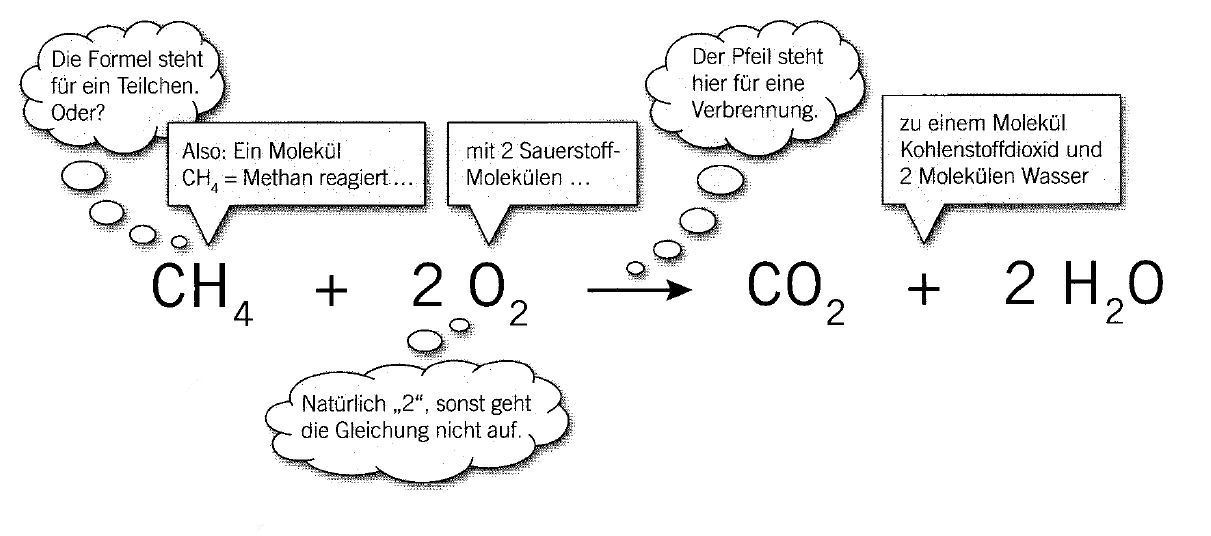 Die Formel steht
für ein Teilchen.
Oder?
Also: Ein Molekül
CH₄ = Methan reagiert ...
mit 2 Sauerstoff-
Molekülen ...
Der Pfeil steht
hier für eine
Verbrennung.
zu einem Molekül
Kohlenstoffdioxid und
2 Molekülen Wasser
CH₄ + 2 O₂ → CO₂ + 2 H₂O
Natürlich „2“, sonst geht
die Gleichung nicht auf.